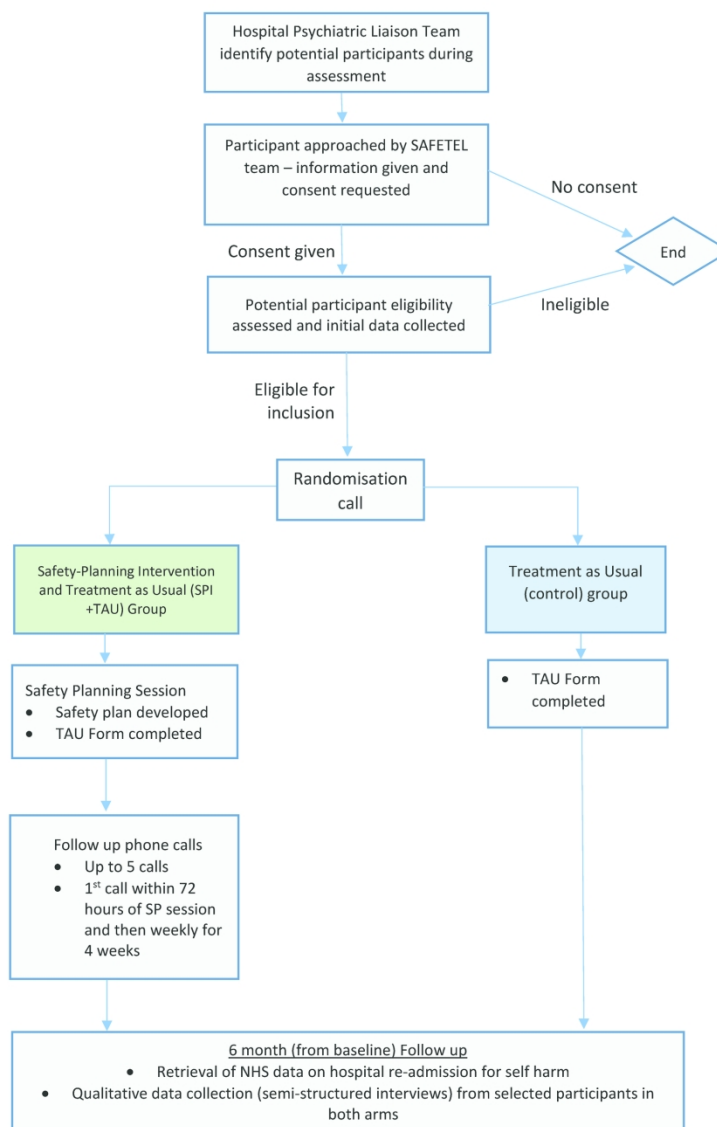 Hospital Psychiatric Liaison Team
identify potential participants during
assessment
Participant approached by SAFETEL
team – information given and
consent requested
No consent
End
Consent given
Potential participant eligibility
assessed and initial data collected
Ineligible
Eligible for
inclusion
Randomisation
call
Safety-Planning Intervention
and Treatment as Usual (SPI
+TAU) Group
Treatment as Usual
(control) group
Safety Planning Session
• Safety plan developed
• TAU Form completed
• TAU Form
completed
Follow up phone calls
• Up to 5 calls
• 1st call within 72
hours of SP session
and then weekly for
4 weeks
6 month (from baseline) Follow up
• Retrieval of NHS data on hospital re-admission for self harm
• Qualitative data collection (semi-structured interviews) from selected participants in
both arms